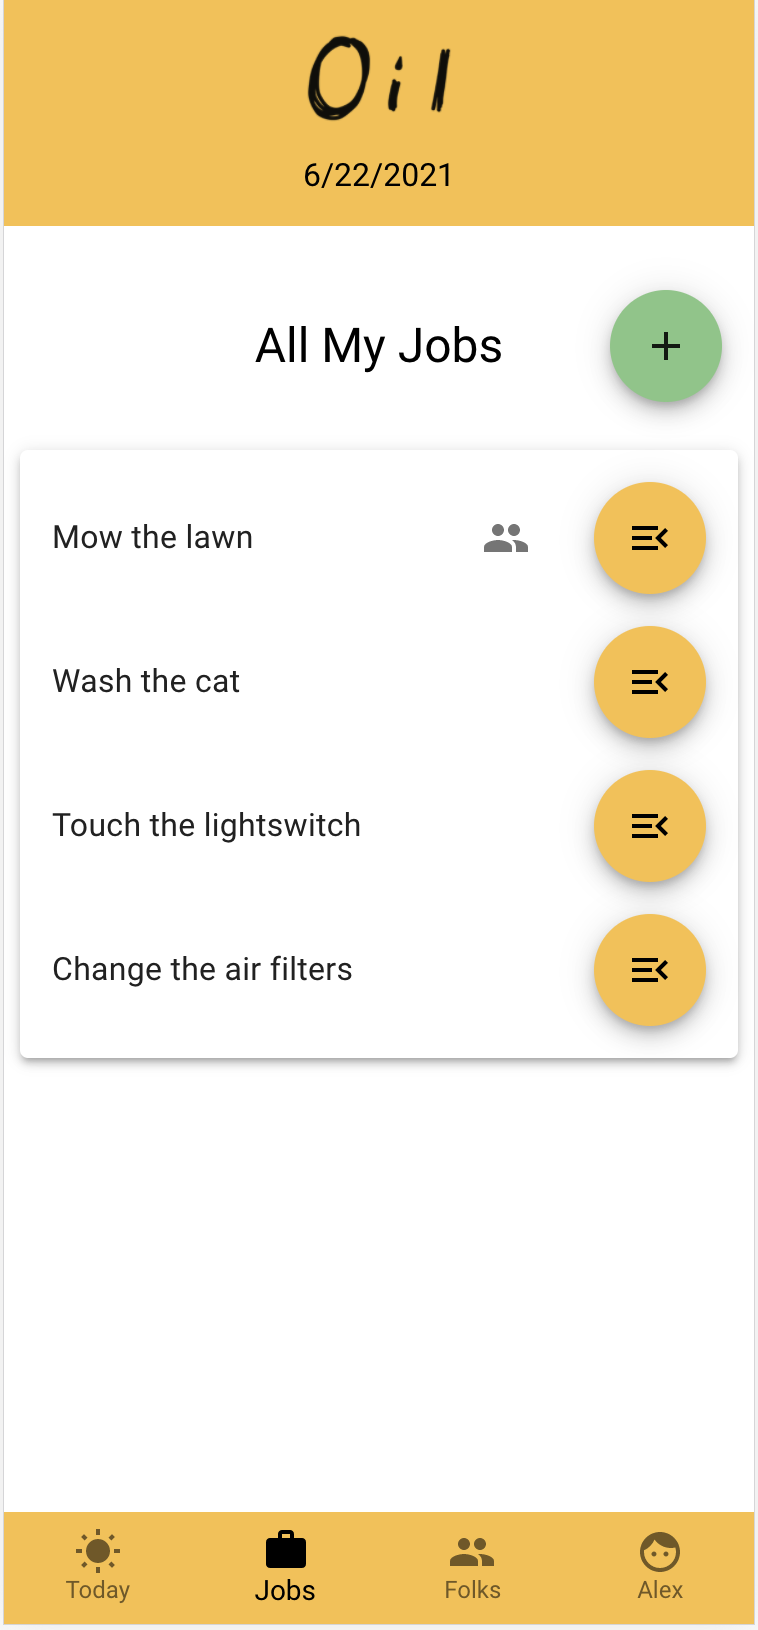 Oil
6/22/2021
All My Jobs
Mow the lawn
Wash the cat
Touch the lightswitch
Change the air filters
Today Jobs Folks Alex